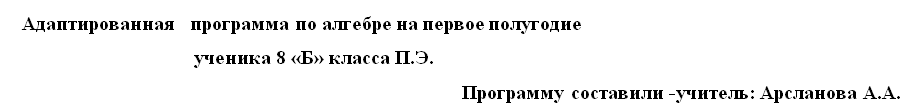 Адаптированная программа по алгебре на первое полугодие
ученика 8 «Б» класса П.Э.
Программу составили -учитель: Арсланова А.А.